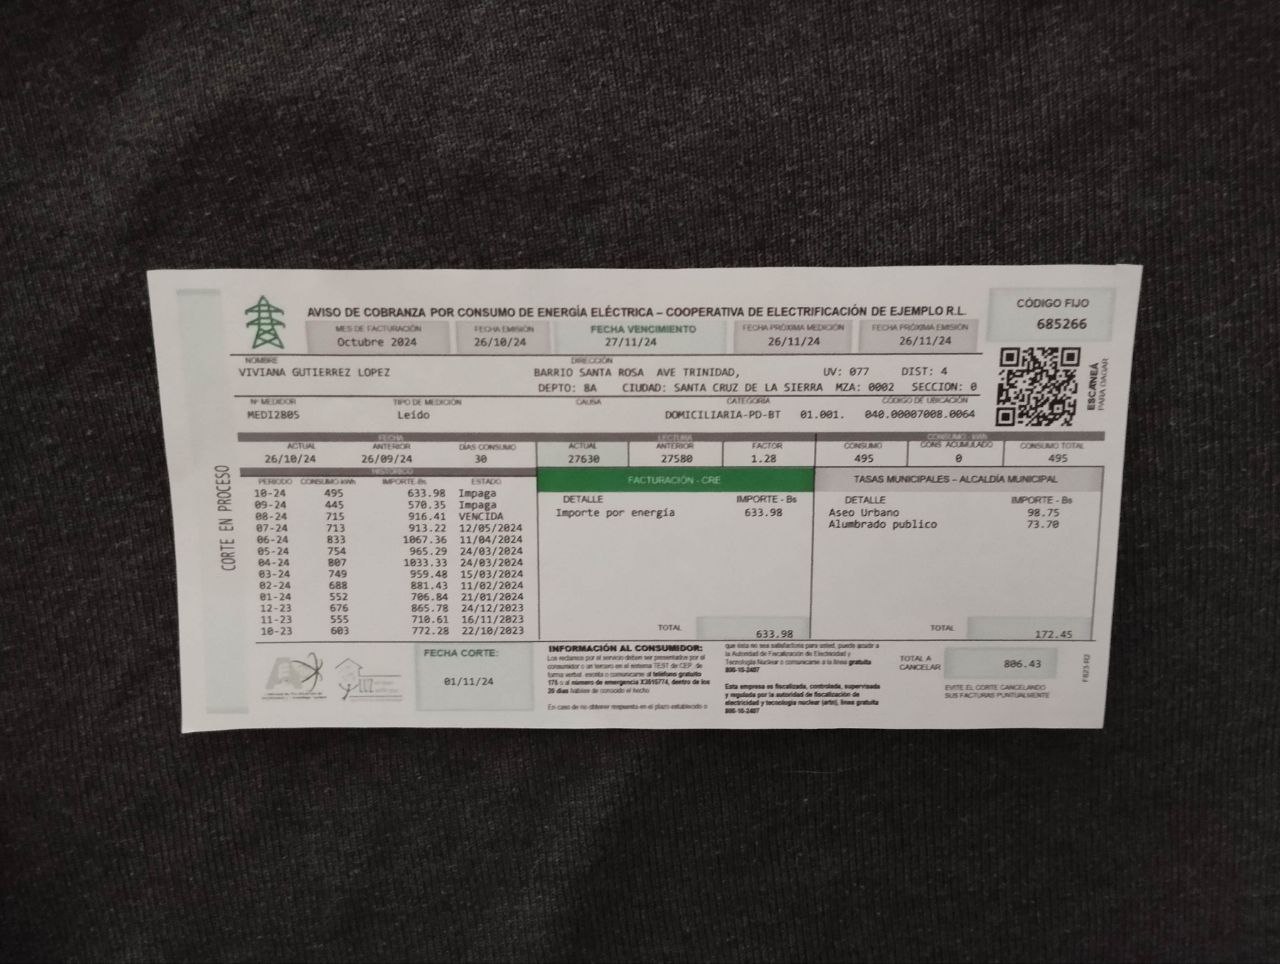 AVISO DE COBRANZA POR CONSUMO DE ENERGÍA ELÉCTRICA – COOPERATIVA DE ELECTRIFICACIÓN DE EJEMPLO R.L.
CÓDIGO FIJO
685266
MES DE FACTURACIÓN FECHA EMISIÓN FECHA VENCIMIENTO FECHA PRÓXIMA MEDICIÓN FECHA PRÓXIMA EMISIÓN
Octubre 2024 26/10/24 27/11/24 26/11/24 26/11/24
NOMBRE DIRECCIÓN
VIVIANA GUTIERREZ LOPEZ BARRIO SANTA ROSA AVE TRINIDAD, UV: 077 DIST: 4
DEPTO: 8A CIUDAD: SANTA CRUZ DE LA SIERRA MZA: 0002 SECCION: 0
Nº MEDIDOR TIPO DE MEDICIÓN CAUSA CATEGORÍA CÓDIGO DE UBICACIÓN
MEDI2805 Leído DOMICILIARIA-PD-BT 01.001. 040.00007008.0064
ESCANEÁ
PARA PAGAR
CORTE EN PROCESO
FECHA LECTURA CONSUMO - kWh
ACTUAL ANTERIOR DÍAS CONSUMO ACTUAL ANTERIOR FACTOR CONSUMO CONS ACUMULADO CONSUMO TOTAL
26/10/24 26/09/24 30 27630 27580 1.28 495 0 495
HISTÓRICO
PERIODO CONSUMO kWh IMPORTE-Bs ESTADO
10-24 495 633.98 Impaga
09-24 445 570.35 Impaga
08-24 715 916.41 VENCIDA
07-24 713 913.22 12/05/2024
06-24 833 1067.36 11/04/2024
05-24 754 965.29 24/03/2024
04-24 807 1033.33 24/03/2024
03-24 749 959.48 15/03/2024
02-24 688 881.43 11/02/2024
01-24 552 706.84 21/01/2024
12-23 676 865.78 24/12/2023
11-23 555 710.61 16/11/2023
10-23 603 772.28 22/10/2023
FACTURACIÓN - CRE
DETALLE IMPORTE - Bs
Importe por energía 633.98
TOTAL 633.98
TASAS MUNICIPALES – ALCALDÍA MUNICIPAL
DETALLE IMPORTE - Bs
Aseo Urbano 98.75
Alumbrado publico 73.70
TOTAL 172.45
FECHA CORTE:
01/11/24
INFORMACIÓN AL CONSUMIDOR:
Los reclamos por el servicio deben ser presentados por el
consumidor o un tercero en el sistema TEST de CEP, de
forma verbal, escrita o comunicarse al teléfono gratuito
176 o al número de emergencia X3616774, dentro de los
20 días hábiles de conocido el hecho
En caso de no obtener respuesta en el plazo establecido o
que ésta no sea satisfactoria para usted, puede acudir a
la Autoridad de Fiscalización de Electricidad y
Tecnología Nuclear o comunicarse a la línea gratuita
800-10-2407
Esta empresa es fiscalizada, controlada, supervisada
y regulada por la autoridad de fiscalización de
electricidad y tecnología nuclear (aetn), línea gratuita
800-10-2407
TOTAL A
CANCELAR
806.43
EVITE EL CORTE CANCELANDO
SUS FACTURAS PUNTUALMENTE